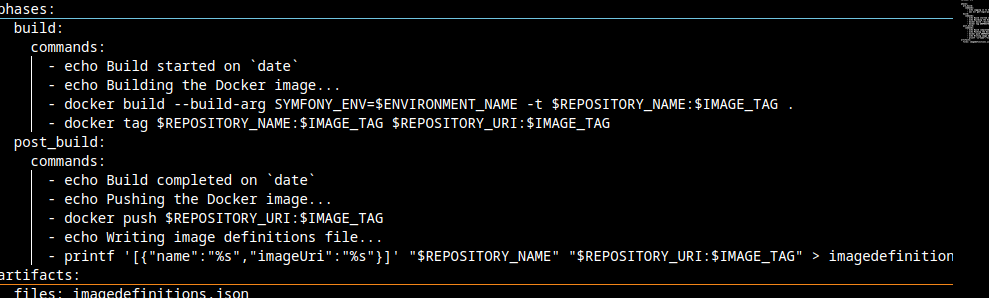 phases:
build:
commands:
- echo Build started on `date`
- echo Building the Docker image...
- docker build --build-arg SYMFONY_ENV=$ENVIRONMENT_NAME -t $REPOSITORY_NAME:$IMAGE_TAG .
- docker tag $REPOSITORY_NAME:$IMAGE_TAG $REPOSITORY_URI:$IMAGE_TAG
post_build:
commands:
- echo Build completed on `date`
- echo Pushing the Docker image...
- docker push $REPOSITORY_URI:$IMAGE_TAG
- echo Writing image definitions file...
- printf '[{"name":"%s","imageUri":"%s"}]' "$REPOSITORY_NAME" "$REPOSITORY_URI:$IMAGE_TAG" > imagedefinition
artifacts:
files: imagedefinitions.json